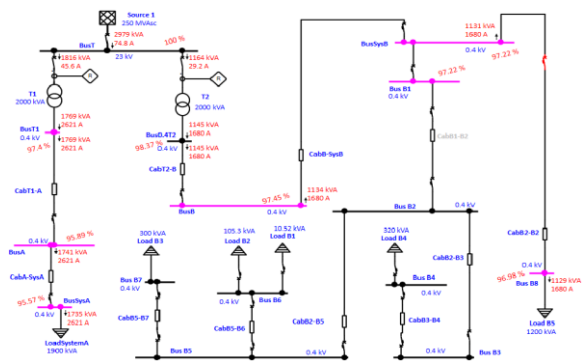 Source 1
250 MVAsc
2979 kVA
74.8 A
100 %
BusT
23 kV
1816 kVA
45.6 A
R
T1
2000 kVA
1769 kVA
2621 A
BusT1
0.4 kV
1769 kVA
2621 A
97.4 %
CabT1-A
0.4 kV
95.89 %
BusA
1741 kVA
2621 A
CabA-SysA
95.57 %
BusSysA
0.4 kV
1735 kVA
2621 A
LoadSystemA
1900 kVA
1164 kVA
29.2 A
R
T2
2000 kVA
1145 kVA
1680 A
Bus0.4T2
0.4 kV
98.37 %
1145 kVA
1680 A
CabT2-B
97.45 %
BusB
0.4 kV
1134 kVA
1680 A
CabB-SysB
BusSysB
0.4 kV
1131 kVA
1680 A
97.22 %
97.22 %
Bus B1
0.4 kV
CabB1-B2
Bus B2
0.4 kV
0.4 kV
CabB2-B3
CabB2-B2
0.4 kV
96.98 %
Bus B8
1129 kVA
1680 A
Load B5
1200 kVA
300 kVA
Load B3
105.3 kVA
Load B2
10.52 kVA
Load B1
320 kVA
Load B4
Bus B7
0.4 kV
CabB5-B7
0.4 kV
Bus B6
CabB5-B6
CabB2-B5
Bus B4
0.4 kV
CabB3-B4
0.4 kV
Bus B5
0.4 kV
Bus B3